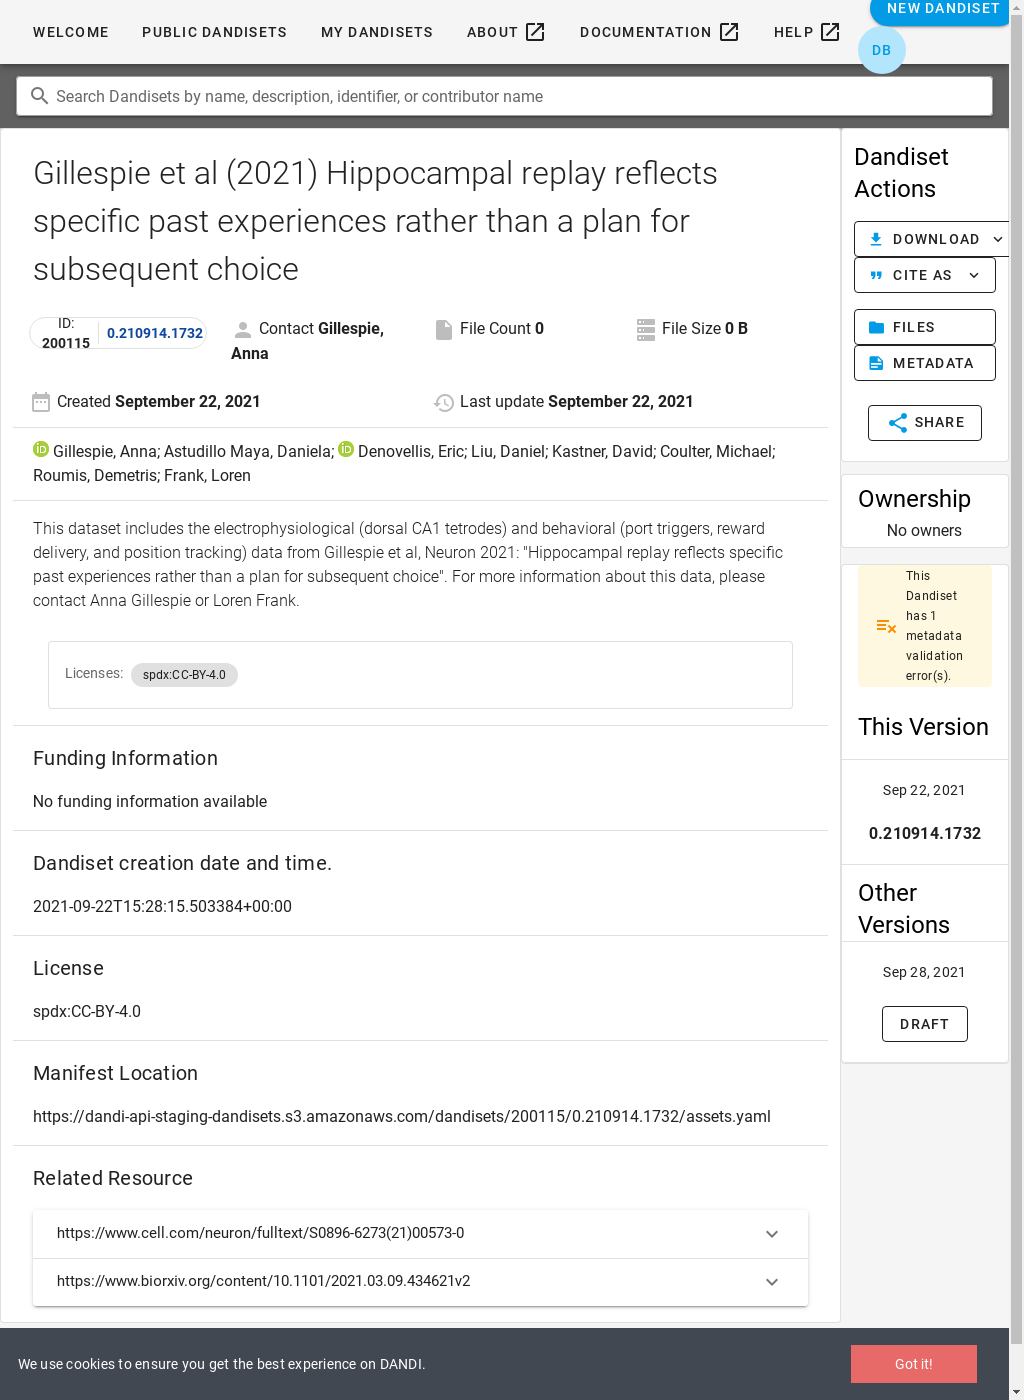 WELCOME PUBLIC DANDISETS MY DANDISETS ABOUT DOCUMENTATION HELP NEW DANDISET
DB
Search Dandisets by name, description, identifier, or contributor name
Gillespie et al (2021) Hippocampal replay reflects
specific past experiences rather than a plan for
subsequent choice
ID:
200115
0.210914.1732
Contact Gillespie,
Anna
File Count 0
File Size 0 B
Created September 22, 2021
Last update September 22, 2021
iD Gillespie, Anna; Astudillo Maya, Daniela; iD Denovellis, Eric; Liu, Daniel; Kastner, David; Coulter, Michael;
Roumis, Demetris; Frank, Loren
This dataset includes the electrophysiological (dorsal CA1 tetrodes) and behavioral (port triggers, reward
delivery, and position tracking) data from Gillespie et al, Neuron 2021: "Hippocampal replay reflects specific
past experiences rather than a plan for subsequent choice". For more information about this data, please
contact Anna Gillespie or Loren Frank.
Licenses: spdx:CC-BY-4.0
Funding Information
No funding information available
Dandiset creation date and time.
2021-09-22T15:28:15.503384+00:00
License
spdx:CC-BY-4.0
Manifest Location
https://dandi-api-staging-dandisets.s3.amazonaws.com/dandisets/200115/0.210914.1732/assets.yaml
Related Resource
https://www.cell.com/neuron/fulltext/S0896-6273(21)00573-0
https://www.biorxiv.org/content/10.1101/2021.03.09.434621v2
Dandiset
Actions
DOWNLOAD
CITE AS
FILES
METADATA
SHARE
Ownership
No owners
This
Dandiset
has 1
metadata
validation
error(s).
This Version
Sep 22, 2021
0.210914.1732
Other
Versions
Sep 28, 2021
DRAFT
We use cookies to ensure you get the best experience on DANDI.
Got it!